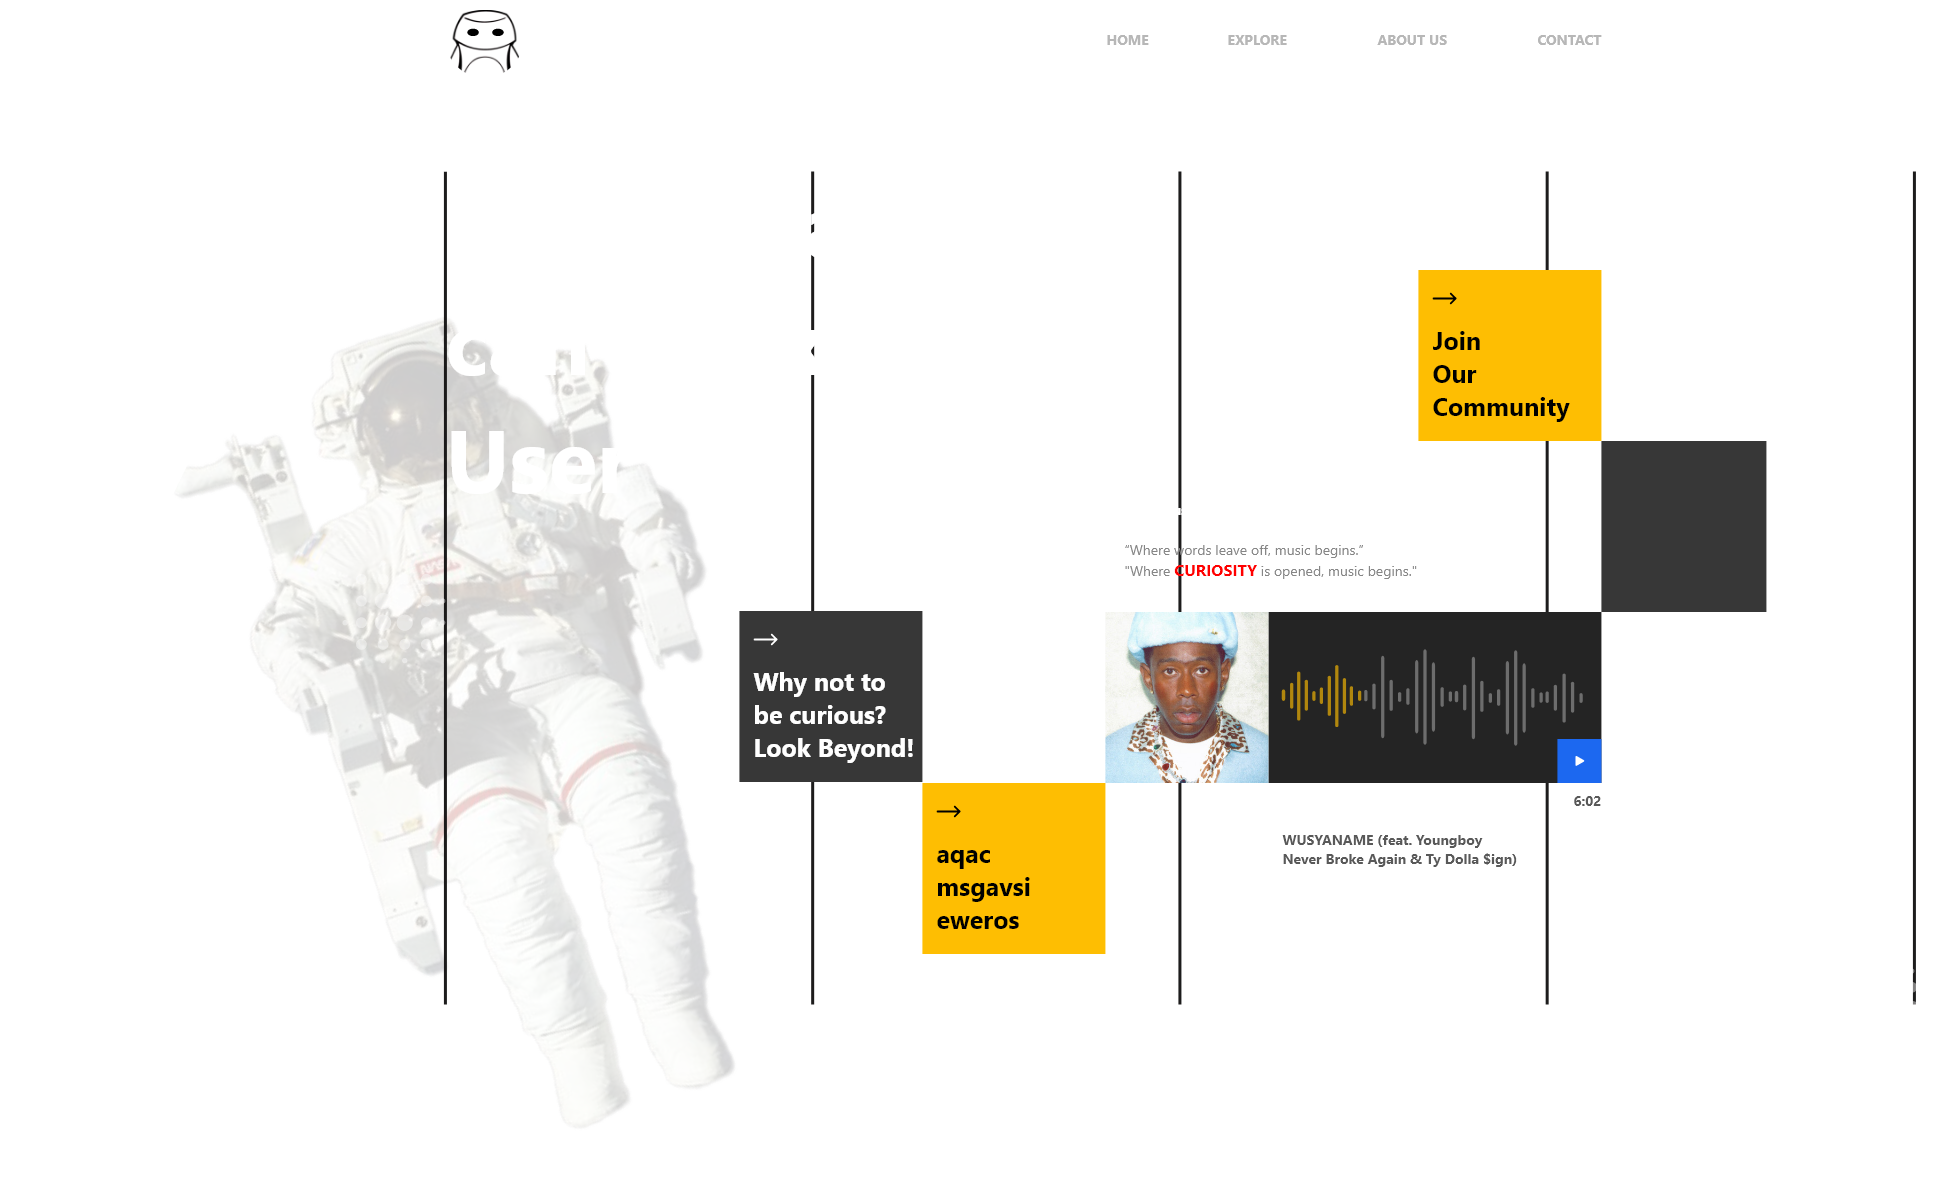 HOME EXPLORE ABOUT US CONTACT
User
Join
Our
Community
“Where words leave off, music begins.”
"Where CURIOSITY is opened, music begins."
Why not to
be curious?
Look Beyond!
6:02
aqac
msgavsi
eweros
WUSYANAME (feat. Youngboy
Never Broke Again & Ty Dolla $ign)